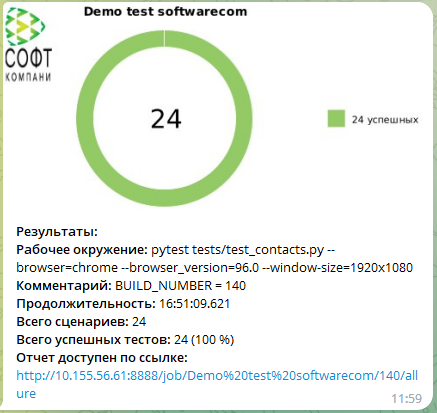 Demo test softwarecom
СОФТ
КОМПАНИ
24
24 успешных
Результаты:
Рабочее окружение: pytest tests/test_contacts.py --
browser=chrome --browser_version=96.0 --window-size=1920x1080
Комментарий: BUILD_NUMBER = 140
Продолжительность: 16:51:09.621
Всего сценариев: 24
Всего успешных тестов: 24 (100 %)
Отчет доступен по ссылке:
http://10.155.56.61:8888/job/Demo%20test%20softwarecom/140/all
ure
11:59